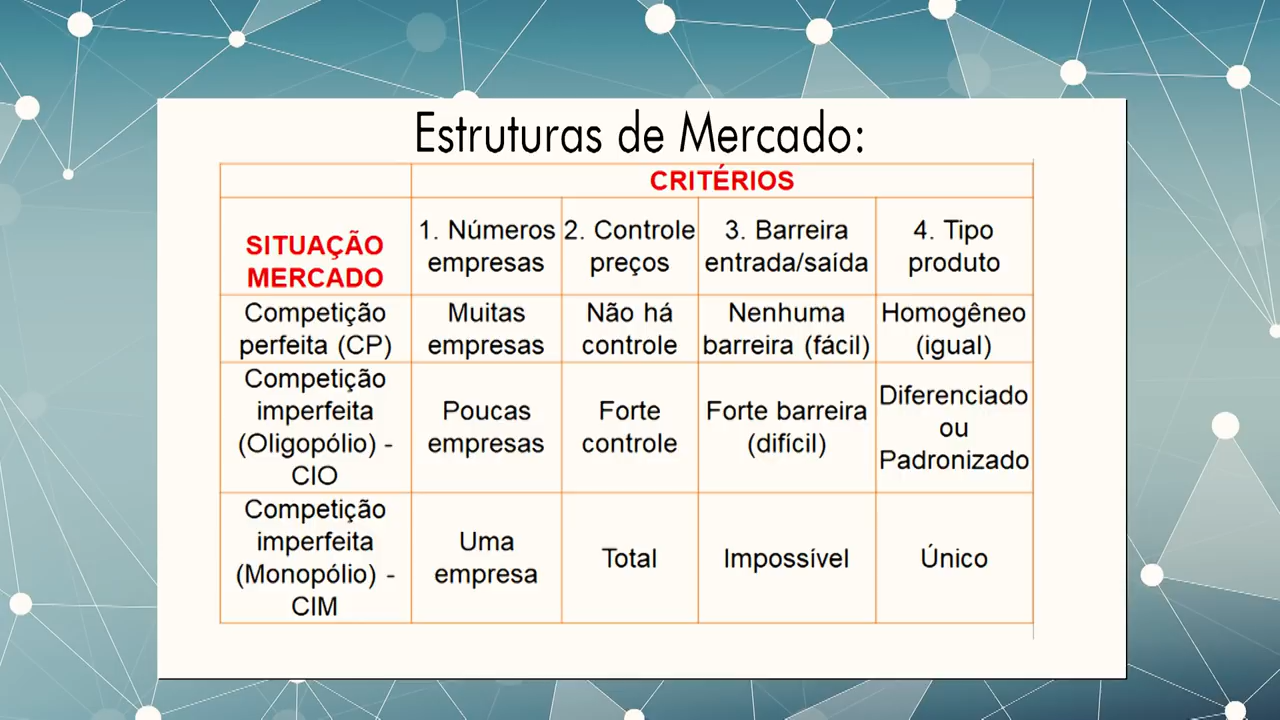 Estruturas de Mercado:
CRITÉRIOS
SITUAÇÃO
MERCADO
1. Números
empresas
2. Controle
preços
3. Barreira
entrada/saída
4. Tipo
produto
Competição
perfeita (CP)
Muitas
empresas
Não há
controle
Nenhuma
barreira (fácil)
Homogêneo
(igual)
Competição
imperfeita
(Oligopólio) -
CIO
Poucas
empresas
Forte
controle
Forte barreira
(difícil)
Diferenciado
ou
Padronizado
Competição
imperfeita
(Monopólio) -
CIM
Uma
empresa
Total
Impossível
Único